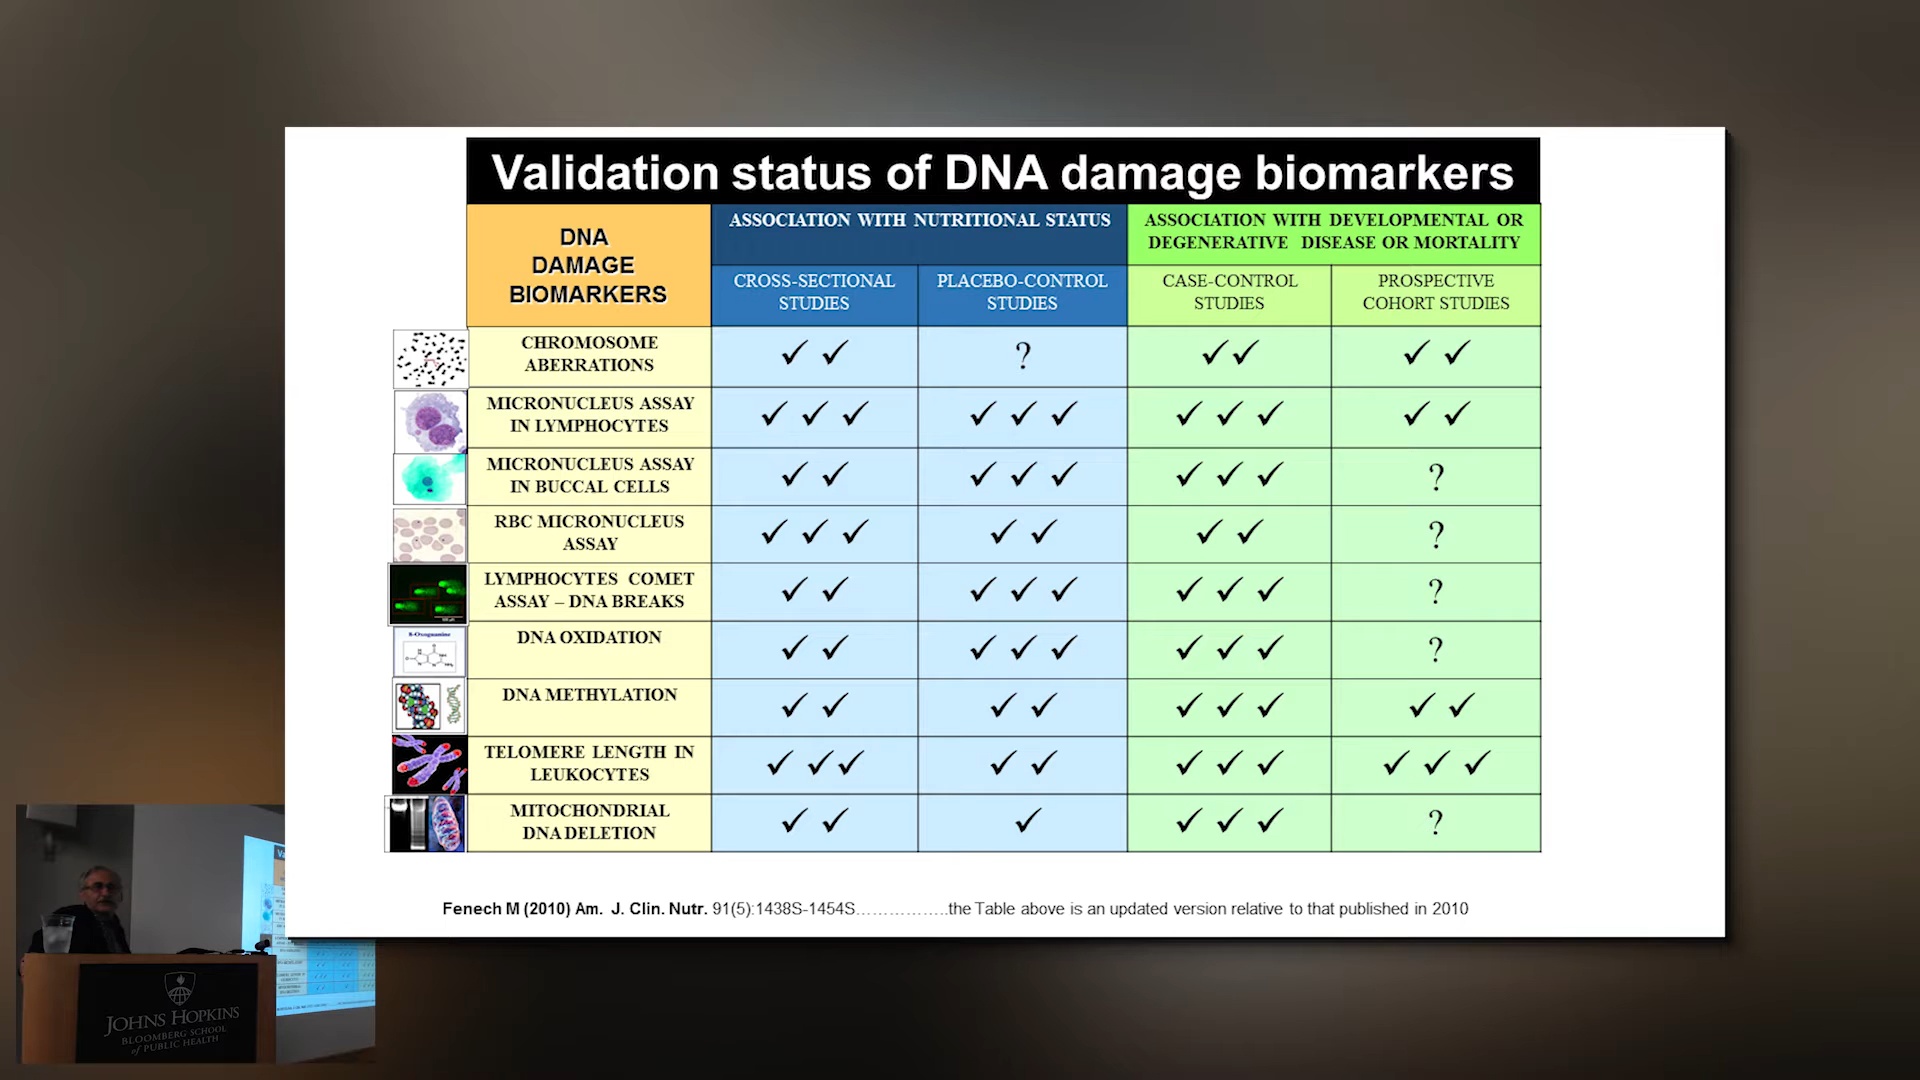 Validation status of DNA damage biomarkers
DNA
DAMAGE
BIOMARKERS
ASSOCIATION WITH NUTRITIONAL STATUS
ASSOCIATION WITH DEVELOPMENTAL OR
DEGENERATIVE DISEASE OR MORTALITY
CROSS-SECTIONAL
STUDIES
PLACEBO-CONTROL
STUDIES
CASE-CONTROL
STUDIES
PROSPECTIVE
COHORT STUDIES
CHROMOSOME
ABERRATIONS
✓ ✓
?
✓✓
✓ ✓
MICRONUCLEUS ASSAY
IN LYMPHOCYTES
✓ ✓ ✓
✓ ✓ ✓
✓ ✓ ✓
✓ ✓
MICRONUCLEUS ASSAY
IN BUCCAL CELLS
✓ ✓
✓ ✓ ✓
✓ ✓ ✓
?
RBC MICRONUCLEUS
ASSAY
✓ ✓ ✓
✓ ✓
✓ ✓
?
LYMPHOCYTES COMET
ASSAY – DNA BREAKS
✓ ✓
✓ ✓ ✓
✓ ✓ ✓
?
8-Oxoguanine
DNA OXIDATION
✓ ✓
✓ ✓ ✓
✓ ✓ ✓
?
DNA METHYLATION
✓ ✓
✓ ✓
✓ ✓ ✓
✓ ✓
TELOMERE LENGTH IN
LEUKOCYTES
✓ ✓✓
✓ ✓
✓ ✓ ✓
✓ ✓ ✓
MITOCHONDRIAL
DNA DELETION
✓ ✓
✓
✓ ✓ ✓
?
Fenech M (2010) Am. J. Clin. Nutr. 91(5):1438S-1454S……………..the Table above is an updated version relative to that published in 2010
JOHNS HOPKINS
BLOOMBERG SCHOOL
of PUBLIC HEALTH